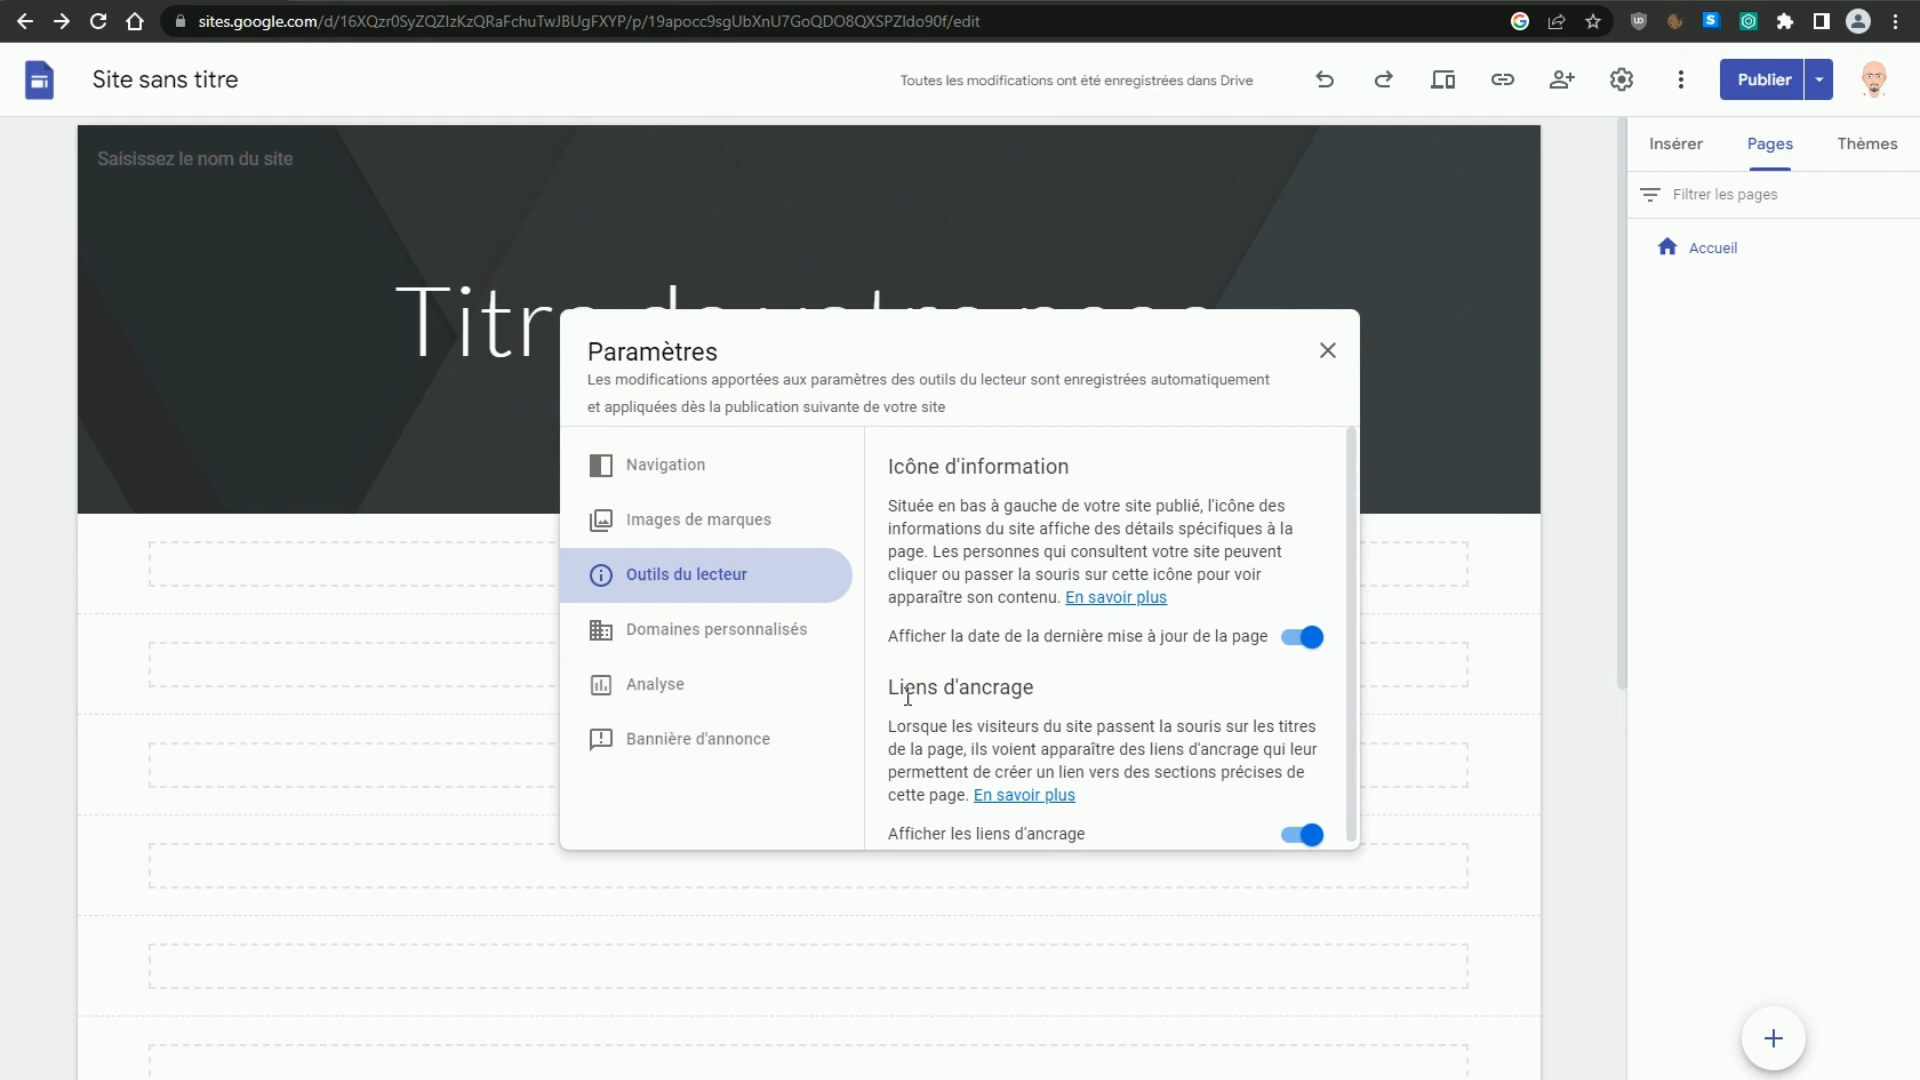 sites.google.com/d/16XQzr0SyZQZIzKzQRaFchuTwJBUgFXYP/p/19apocc9sgUbXnU7GoQDO8QXSPZIdo90f/edit
Site sans titre
Toutes les modifications ont été enregistrées dans Drive
Publier
Saisissez le nom du site
Insérer
Pages
Thèmes
Filtrer les pages
Accueil
Titre de votre page
Paramètres
Les modifications apportées aux paramètres des outils du lecteur sont enregistrées automatiquement
et appliquées dès la publication suivante de votre site
Navigation
Images de marques
Outils du lecteur
Domaines personnalisés
Analyse
Bannière d'annonce
Icône d'information
Située en bas à gauche de votre site publié, l'icône des
informations du site affiche des détails spécifiques à la
page. Les personnes qui consultent votre site peuvent
cliquer ou passer la souris sur cette icône pour voir
apparaître son contenu. En savoir plus
Afficher la date de la dernière mise à jour de la page
Liens d'ancrage
Lorsque les visiteurs du site passent la souris sur les titres
de la page, ils voient apparaître des liens d'ancrage qui leur
permettent de créer un lien vers des sections précises de
cette page. En savoir plus
Afficher les liens d'ancrage